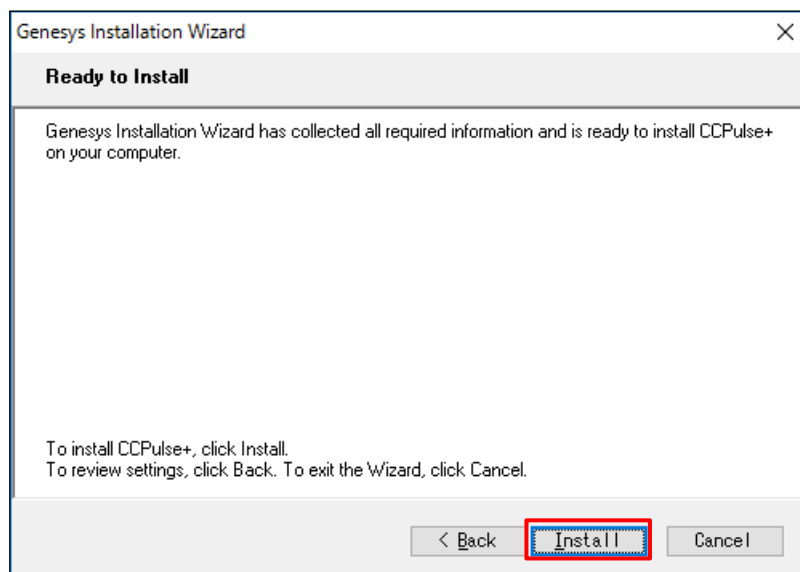 Genesys Installation Wizard
Ready to Install
Genesys Installation Wizard has collected all required information and is ready to install CCPulse+
on your computer.
To install CCPulse+, click Install.
To review settings, click Back. To exit the Wizard, click Cancel.
< Back Install Cancel